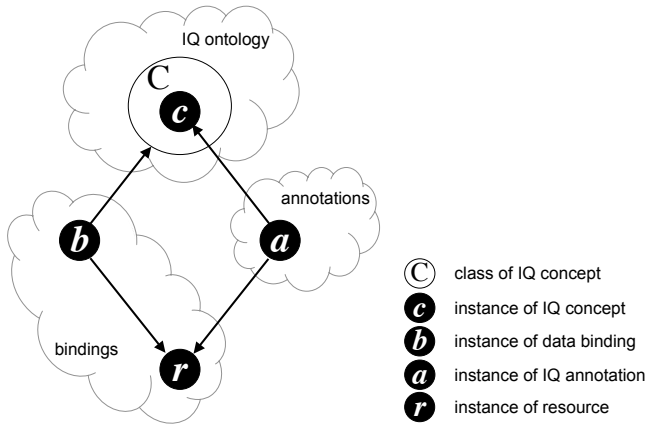 IQ ontology
C
c
annotations
b
a
bindings
r
C class of IQ concept
c instance of IQ concept
b instance of data binding
a instance of IQ annotation
r instance of resource